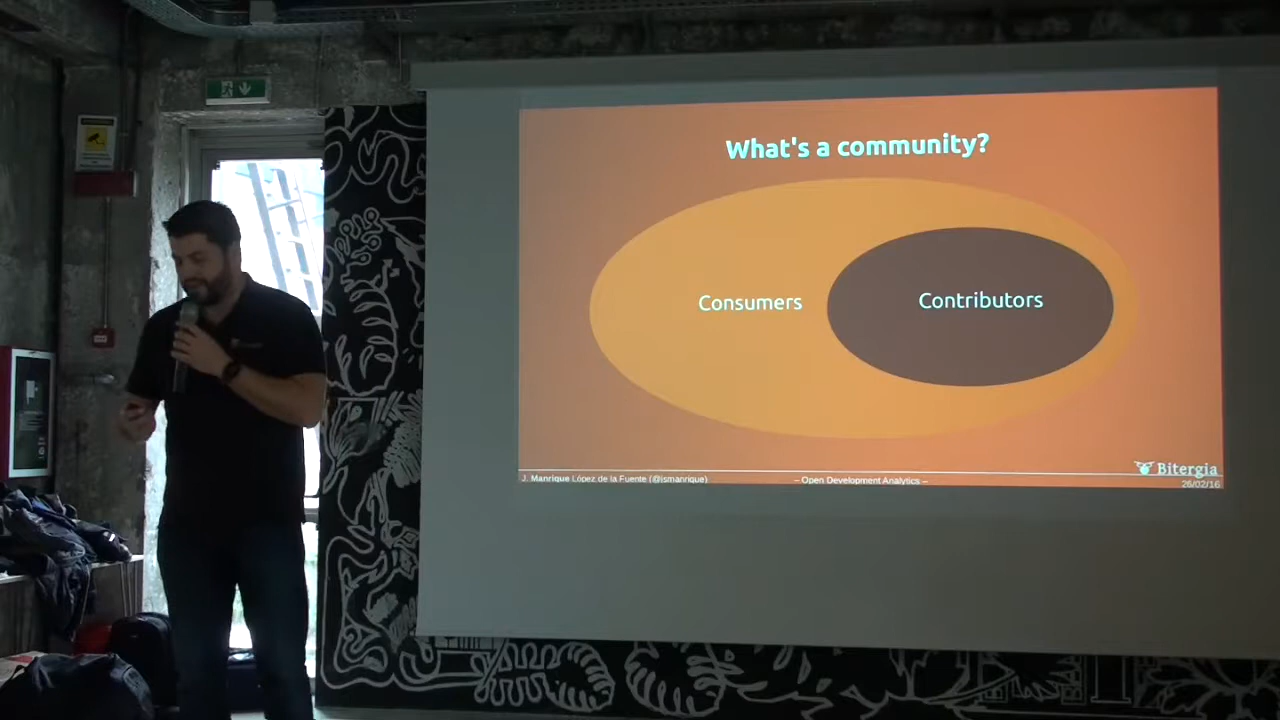 What's a community?
Consumers
Contributors
Bitergia
J. Manrique López de la Fuente (@jsmanrique)
– Open Development Analytics –
26/02/16